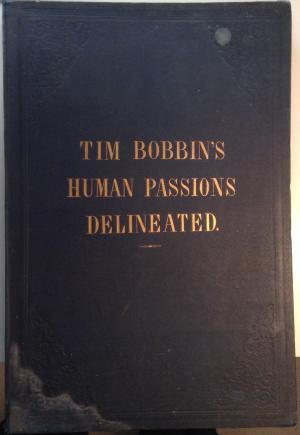 TIM BOBBIN'S
HUMAN PASSIONS
DELINEATED.